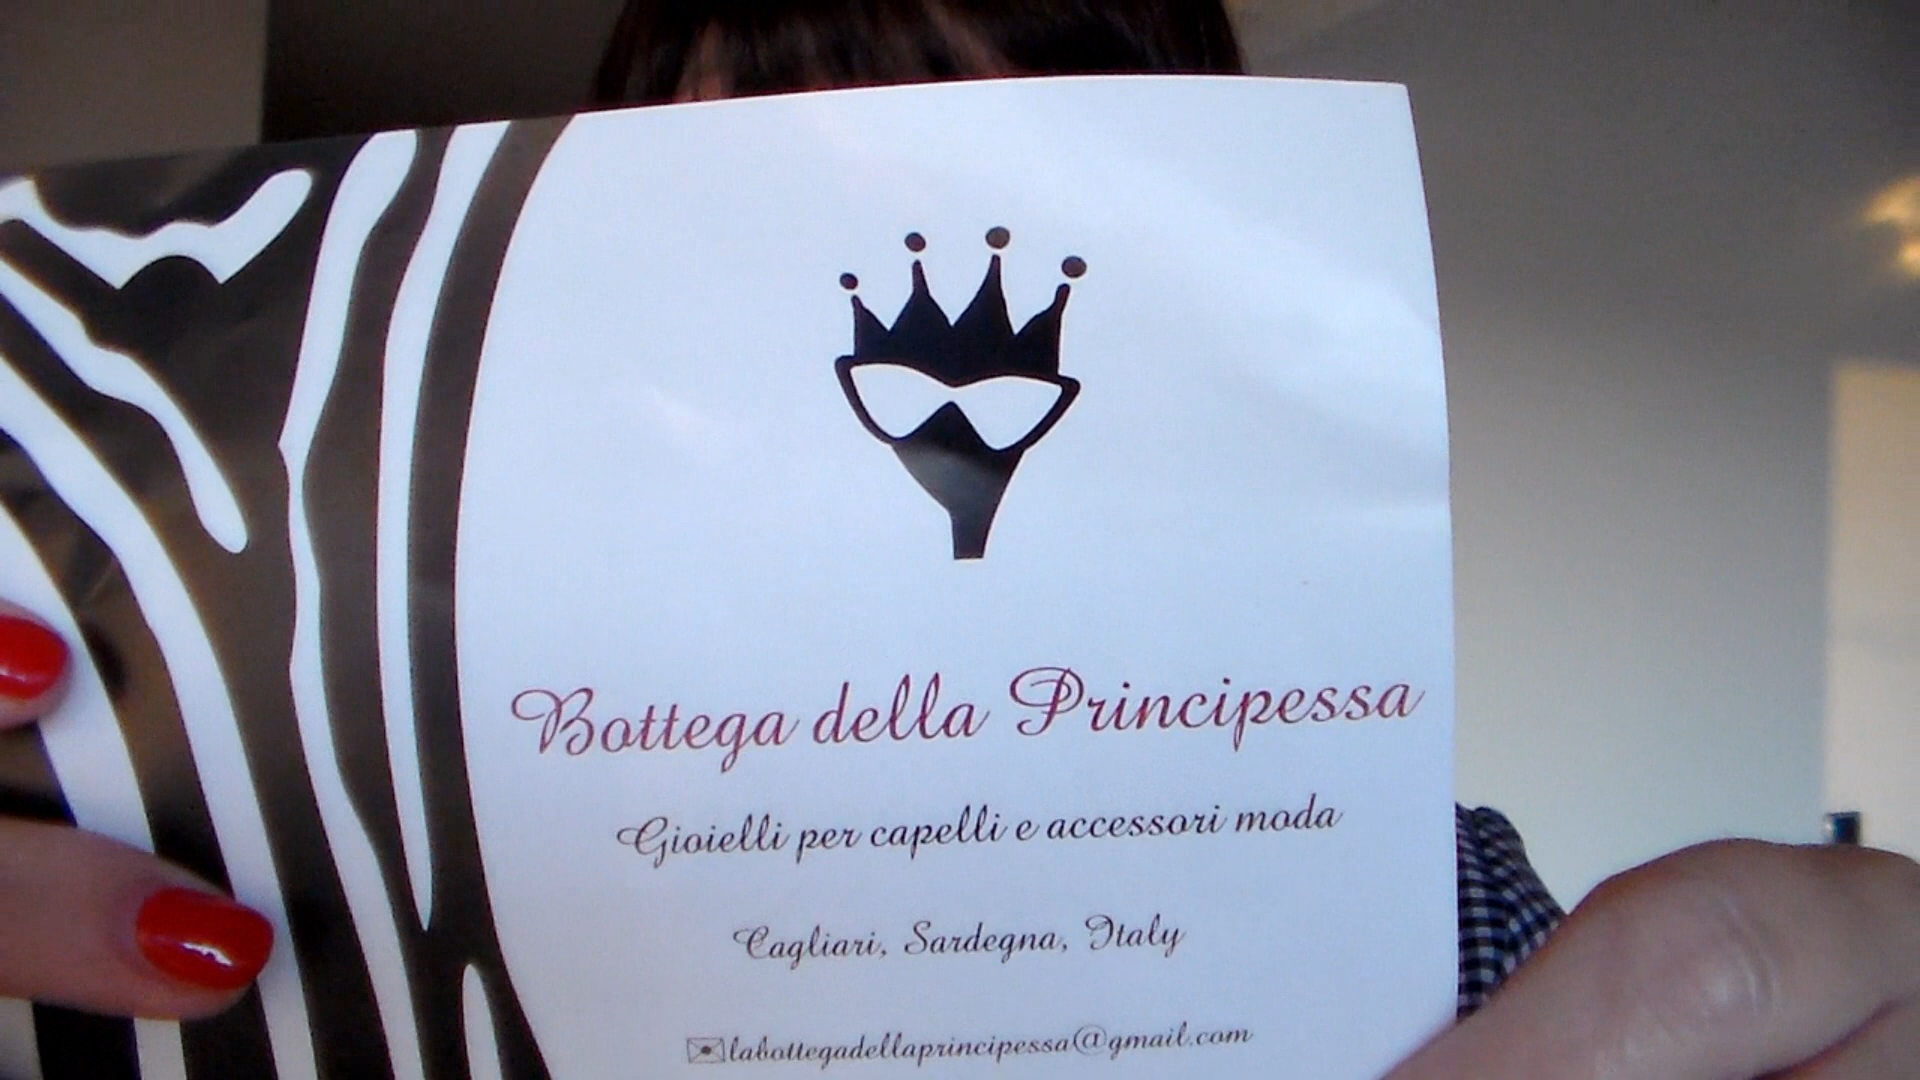 Bottega della Principessa
Gioielli per capelli e accessori moda
Cagliari, Sardegna, Italy
labottegadellaprincipessa@gmail.com